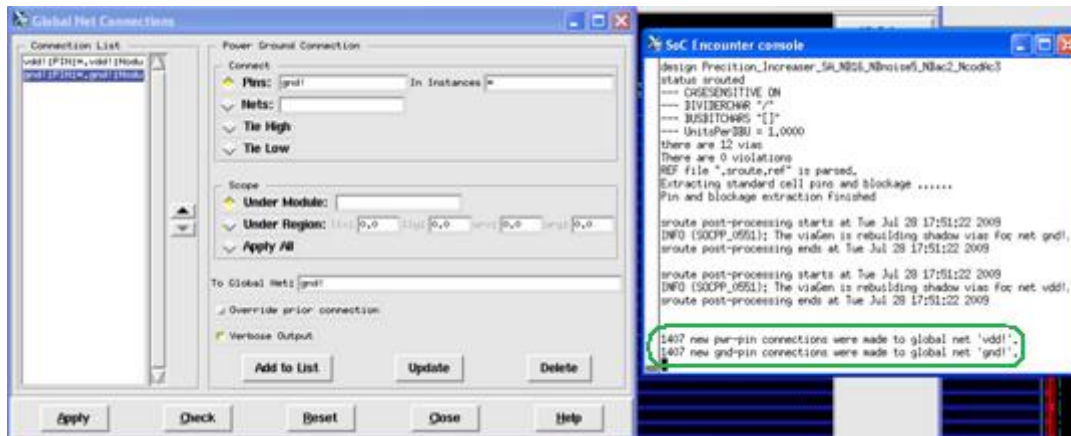 Global Net Connections
Connection List
vdd!|PIN|*,vdd!|Modu
gnd!|PIN|*,gnd!|Modu
Power Ground Connection
Connect
Pins: gnd! In Instances *
Nets:
Tie High
Tie Low
Scope
Under Module:
Under Region: 0.0 0.0 0.0 0.0
Apply All
To Global Net: gnd!
Override prior connection
Verbose Output
Add to List Update Delete
Apply Check Reset Close Help
SoC Encounter console
status srouted
--- CASESENSITIVE ON
--- DIVIDERCHAR "/"
--- BUSBITCHARS "[]"
--- UnitsPerDBU = 1.0000
there are 12 vias
There are 0 violations
REF file ".sroute.ref" is parsed.
Extracting standard cell pins and blockage ......
Pin and blockage extraction finished
sroute post-processing starts at Tue Jul 28 17:51:22 2009
INFO (SOCPP_0551): The viaGen is rebuilding shadow vias for net gnd!.
sroute post-processing ends at Tue Jul 28 17:51:22 2009
sroute post-processing starts at Tue Jul 28 17:51:22 2009
INFO (SOCPP_0551): The viaGen is rebuilding shadow vias for net vdd!.
sroute post-processing ends at Tue Jul 28 17:51:22 2009
1407 new pwr-pin connections were made to global net 'vdd!'.
1407 new gnd-pin connections were made to global net 'gnd!'.